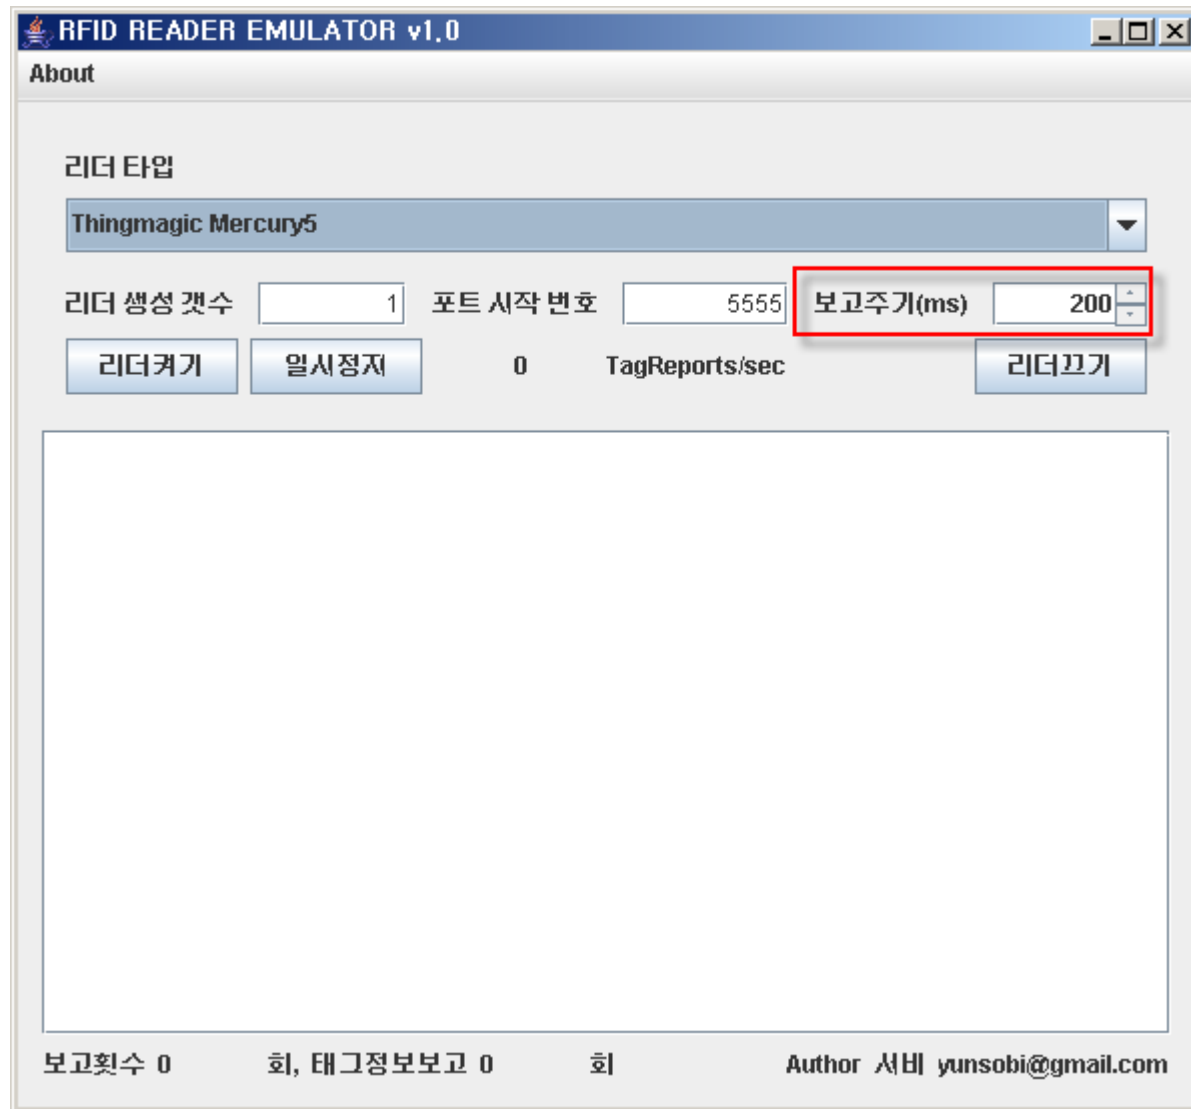 RFID READER EMULATOR v1.0
About
리더 타입
Thingmagic Mercury5
리더 생성 갯수 1 포트 시작 번호 5555 보고주기(ms) 200
리더켜기 일시정지 0 TagReports/sec 리더끄기
보고횟수 0 회, 태그정보보고 0 회 Author 서비 yunsobi@gmail.com